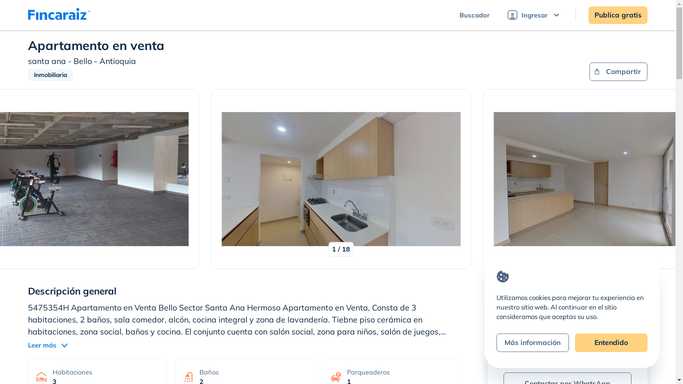 Fincaraiz
Buscador
Ingresar
Publica gratis
Apartamento en venta
santa ana - Bello - Antioquia
Inmobiliaria
Compartir
1 / 18
Descripción general
5475354H Apartamento en Venta Bello Sector Santa Ana Hermoso Apartamento en Venta, Consta de 3
habitaciones, 2 baños, sala comedor, alcón, cocina integral y zona de lavandería. Tiebne piso cerámica en
habitaciones, zona social, baños y cocina. El conjunto cuenta con salón social, zona para niños, salón de juegos,...
Leer más
Habitaciones
3
Baños
2
Parqueaderos
1
Utilizamos cookies para mejorar tu experiencia en
nuestro sitio web. Al continuar en el sitio
consideramos que aceptas su uso.
Más información
Entendido
Contactar por WhatsApp